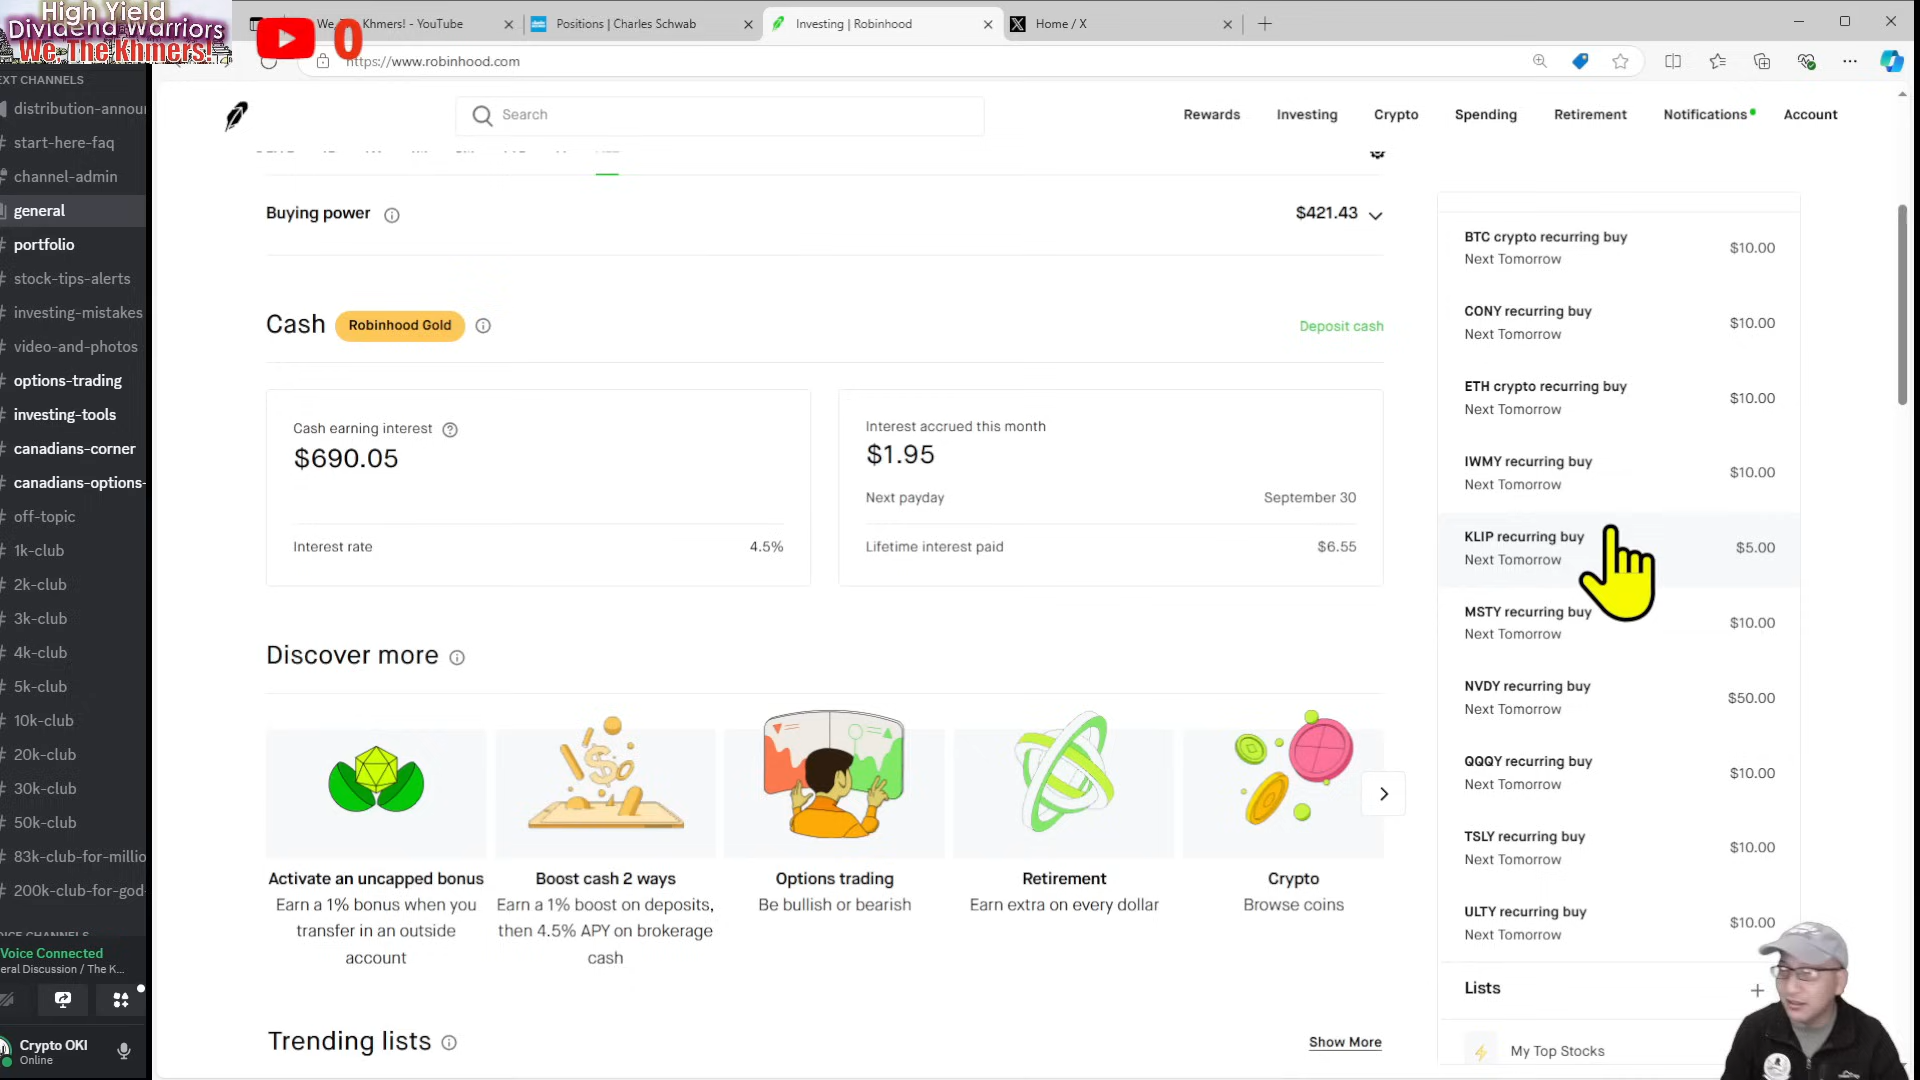 High Yield
Dividend Warriors
We The Khmers!
0
We, The Khmers! - YouTube
Positions | Charles Schwab
Investing | Robinhood
Home / X
https://www.robinhood.com
EXT CHANNELS
distribution-annou
start-here-faq
channel-admin
general
portfolio
stock-tips-alerts
investing-mistakes
video-and-photos
options-trading
investing-tools
canadians-corner
canadians-options-
off-topic
1k-club
2k-club
3k-club
4k-club
5k-club
10k-club
20k-club
30k-club
50k-club
83k-club-for-millio
200k-club-for-god-
OICE CHANNELS
Voice Connected
eral Discussion / The K...
Crypto OKI
Online
Search
Rewards
Investing
Crypto
Spending
Retirement
Notifications
Account
Buying power
$421.43
Cash
Robinhood Gold
Deposit cash
Cash earning interest
$690.05
Interest rate
4.5%
Interest accrued this month
$1.95
Next payday
September 30
Lifetime interest paid
$6.55
Discover more
Activate an uncapped bonus
Earn a 1% bonus when you
transfer in an outside
account
Boost cash 2 ways
Earn a 1% boost on deposits,
then 4.5% APY on brokerage
cash
Options trading
Be bullish or bearish
Retirement
Earn extra on every dollar
Crypto
Browse coins
Trending lists
Show More
BTC crypto recurring buy
Next Tomorrow
$10.00
CONY recurring buy
Next Tomorrow
$10.00
ETH crypto recurring buy
Next Tomorrow
$10.00
IWMY recurring buy
Next Tomorrow
$10.00
KLIP recurring buy
Next Tomorrow
$5.00
MSTY recurring buy
Next Tomorrow
$10.00
NVDY recurring buy
Next Tomorrow
$50.00
QQQY recurring buy
Next Tomorrow
$10.00
TSLY recurring buy
Next Tomorrow
$10.00
ULTY recurring buy
Next Tomorrow
$10.00
Lists
My Top Stocks